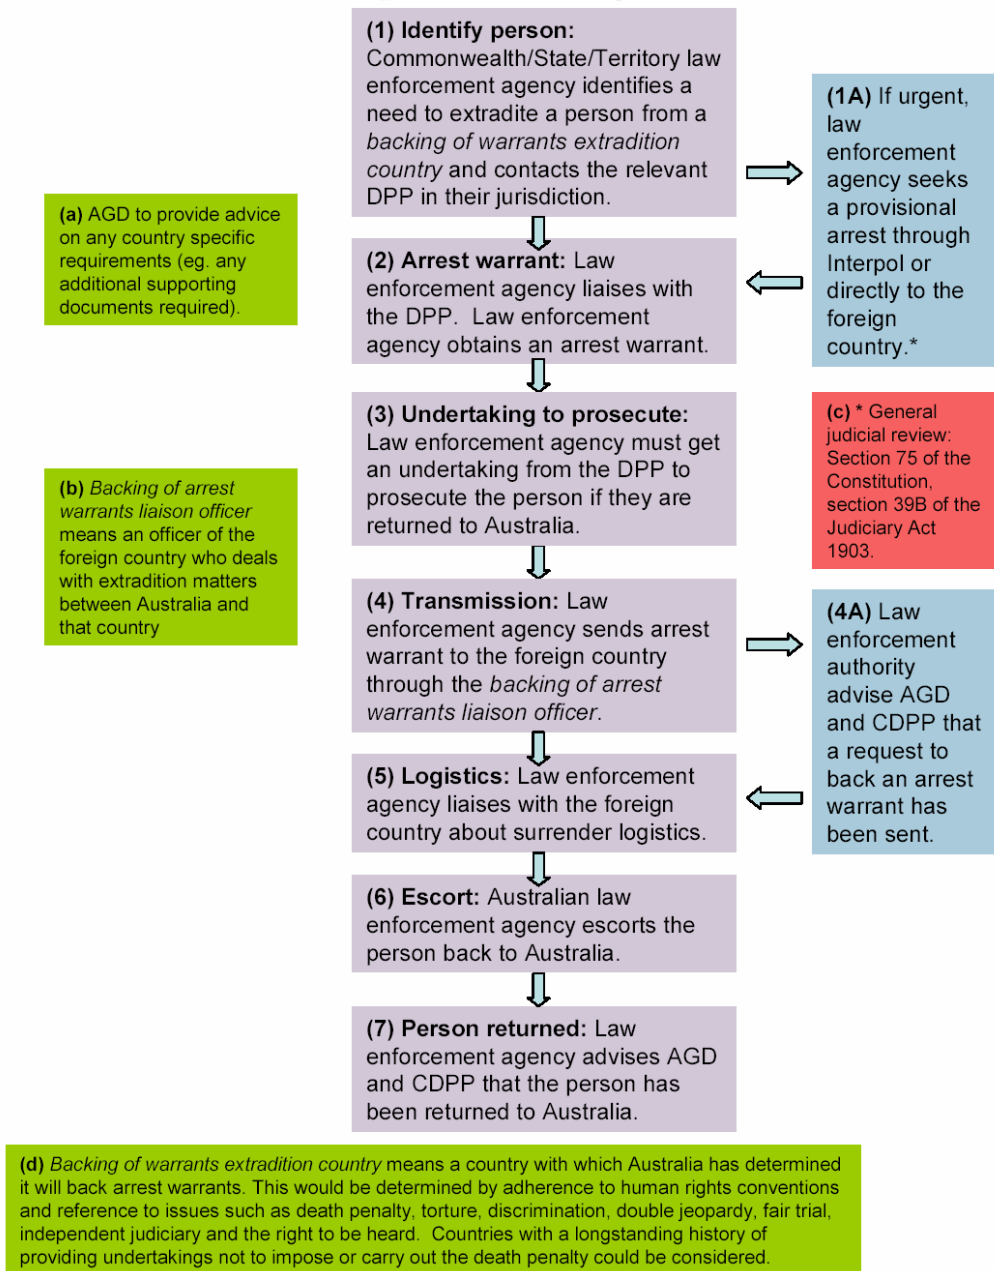 (1) Identify person:
Commonwealth/State/Territory law
enforcement agency identifies a
need to extradite a person from a
backing of warrants extradition
country and contacts the relevant
DPP in their jurisdiction.
(1A) If urgent,
law
enforcement
agency seeks
a provisional
arrest through
Interpol or
directly to the
foreign
country.*
(a) AGD to provide advice
on any country specific
requirements (eg. any
additional supporting
documents required).
(2) Arrest warrant: Law
enforcement agency liaises with
the DPP.  Law enforcement
agency obtains an arrest warrant.
(3) Undertaking to prosecute:
Law enforcement agency must get
an undertaking from the DPP to
prosecute the person if they are
returned to Australia.
(c) * General
judicial review:
Section 75 of the
Constitution,
section 39B of the
Judiciary Act
1903.
(b) Backing of arrest
warrants liaison officer
means an officer of the
foreign country who deals
with extradition matters
between Australia and
that country
(4) Transmission: Law
enforcement agency sends arrest
warrant to the foreign country
through the backing of arrest
warrants liaison officer.
(4A) Law
enforcement
authority
advise AGD
and CDPP that
a request to
back an arrest
warrant has
been sent.
(5) Logistics: Law enforcement
agency liaises with the foreign
country about surrender logistics.
(6) Escort: Australian law
enforcement agency escorts the
person back to Australia.
(7) Person returned: Law
enforcement agency advises AGD
and CDPP that the person has
been returned to Australia.
(d) Backing of warrants extradition country means a country with which Australia has determined
it will back arrest warrants. This would be determined by adherence to human rights conventions
and reference to issues such as death penalty, torture, discrimination, double jeopardy, fair trial,
independent judiciary and the right to be heard.  Countries with a longstanding history of
providing undertakings not to impose or carry out the death penalty could be considered.